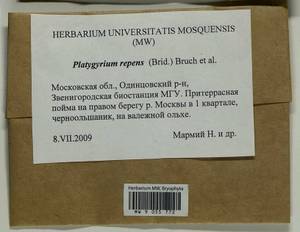 HERBARIUM UNIVERSITATIS MOSQUENSIS
(MW)
Platygyrium repens (Brid.) Bruch et al.
Московская обл., Одинцовский р-н,
Звенигородская биостанция МГУ. Притеррасная
пойма на правом берегу р. Москвы в 1 квартале,
черноольшаник, на валежной ольхе.
8.VII.2009
Мармий Н. и др.
Herbarium MW, Bryophyta